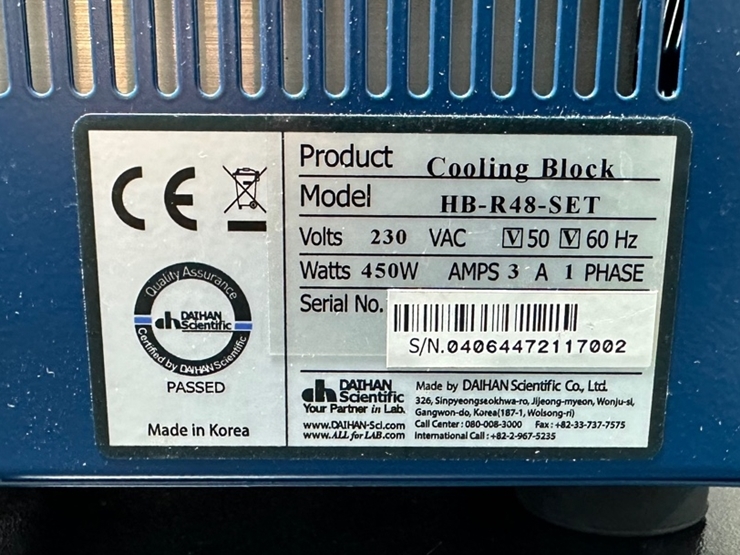 CE
Quality Assurance
dh DAIHAN
Scientific
Certified by DAIHAN Scientific
PASSED
Made in Korea
Product Cooling Block
Model HB-R48-SET
Volts 230 VAC V 50 V 60 Hz
Watts 450W AMPS 3 A 1 PHASE
Serial No.
S/N.04064472117002
dh DAIHAN
Scientific
Your Partner in Lab.
www.DAIHAN-Sci.com
www.ALL for LAB.com
Made by DAIHAN Scientific Co., Ltd.
326, Sinpyeongseokhwa-ro, Jijeong-myeon, Wonju-si,
Gangwon-do, Korea(187-1, Wolsong-ri)
Call Center : 080-008-3000 Fax : +82-33-737-7575
International Call : +82-2-967-5235